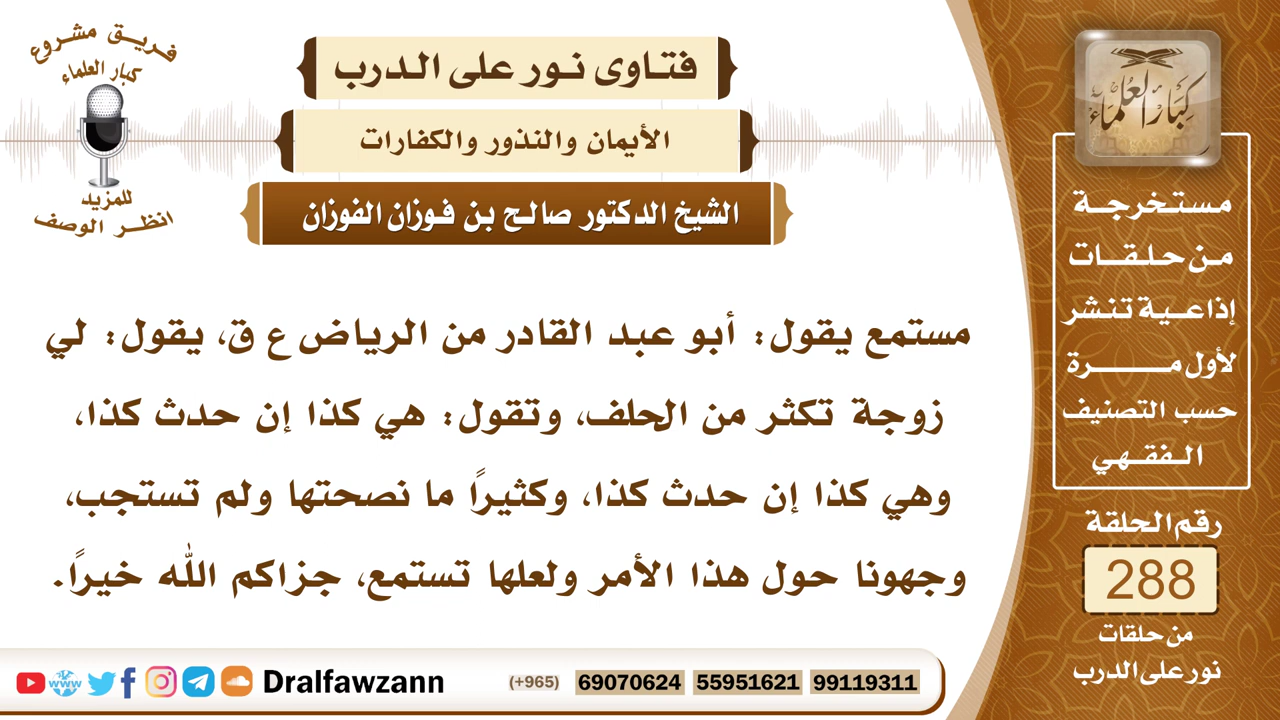 فريق مشروع
كبار العلماء
للمزيد
انظر الوصف
فتاوى نور على الدرب
الأيمان والنذور والكفارات
الشيخ الدكتور صالح بن فوزان الفوزان
مستمع يقول: أبو عبد القادر من الرياض ع ق، يقول: لي
زوجة تكثر من الحلف، وتقول: هي كذا إن حدث كذا،
وهي كذا إن حدث كذا، وكثيراً ما نصحتها ولم تستجب،
وجهونا حول هذا الأمر ولعلها تستمع، جزاكم الله خيراً.
كبار العلماء
مستخرجة
من حلقات
إذاعية تنشر
لأول مرة
حسب التصنيف
الفقهي
رقم الحلقة
288
من حلقات
نور على الدرب
www
Dralfawzann
(+965) 69070624 55951621 99119311